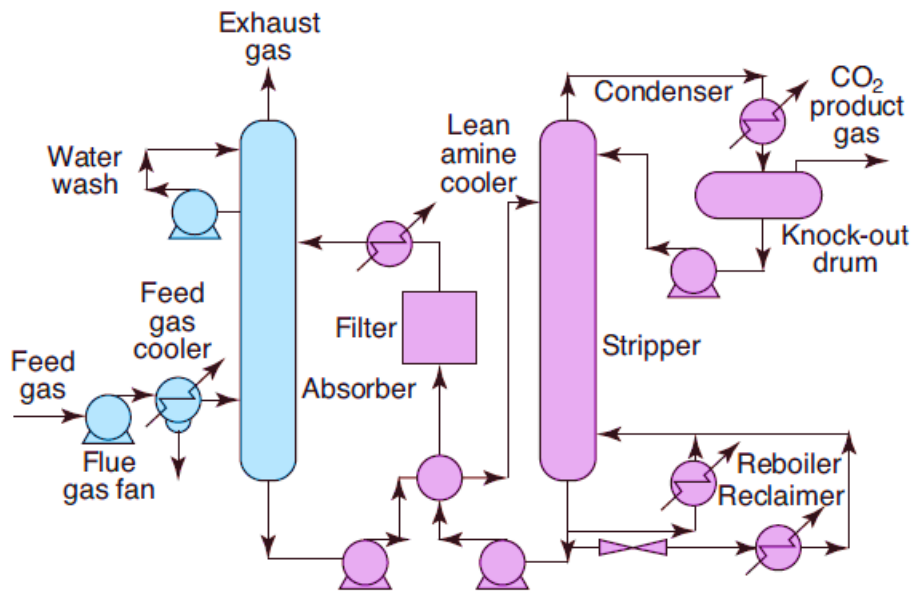 Exhaust
gas
Condenser
CO2
product
gas
Water
wash
Lean
amine
cooler
Knock-out
drum
Feed
gas
cooler
Filter
Stripper
Feed
gas
Absorber
Flue
gas fan
Reboiler
Reclaimer